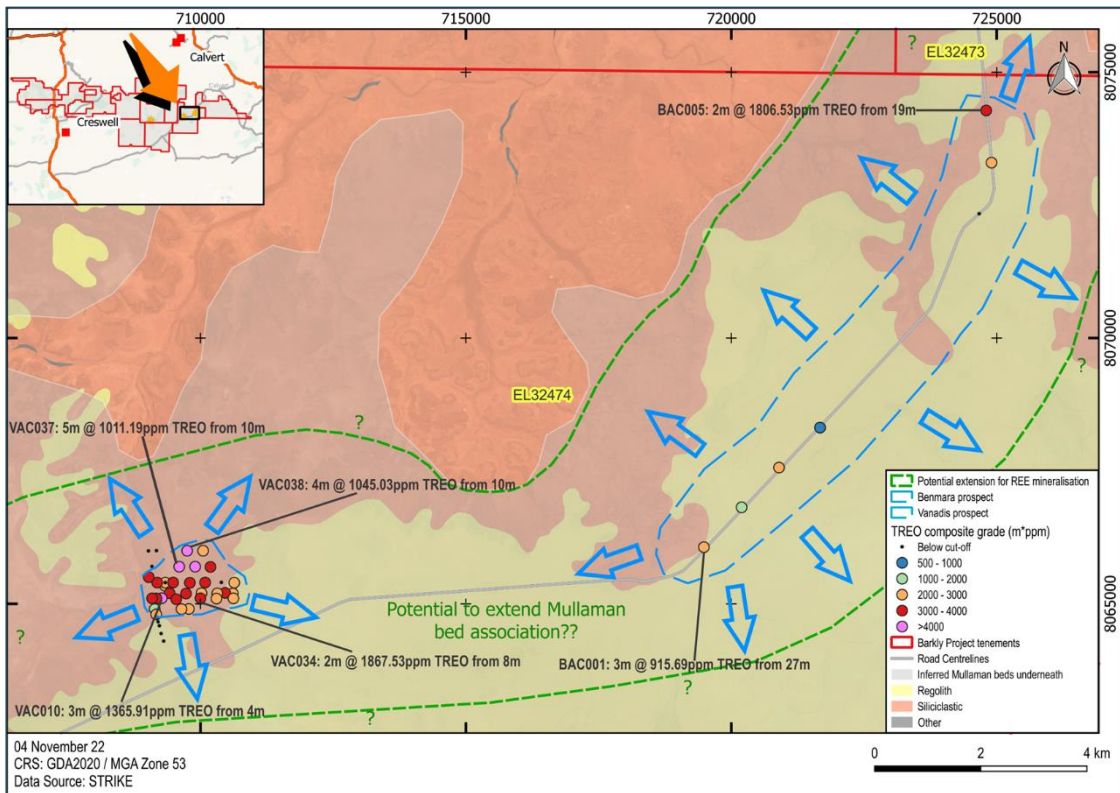 710000
715000
720000
725000
Calvert
Creswell
?
EL32473
N
8075000
BAC005: 2m @ 1806.53ppm TREO from 19m
8070000
?
EL32474
?
VAC037: 5m @ 1011.19ppm TREO from 10m
VAC038: 4m @ 1045.03ppm TREO from 10m
8065000
?
Potential to extend Mullaman
bed association??
VAC034: 2m @ 1867.53ppm TREO from 8m
BAC001: 3m @ 915.69ppm TREO from 27m
?
VAC010: 3m @ 1365.91ppm TREO from 4m
?
Potential extension for REE mineralisation
Benmara prospect
Vanadis prospect
TREO composite grade (m*ppm)
Below cut-off
500 - 1000
1000 - 2000
2000 - 3000
3000 - 4000
>4000
Barkly Project tenements
Road Centrelines
Inferred Mullaman beds underneath
Regolith
Siliciclastic
Other
04 November 22
CRS: GDA2020 / MGA Zone 53
Data Source: STRIKE
0 2 4 km